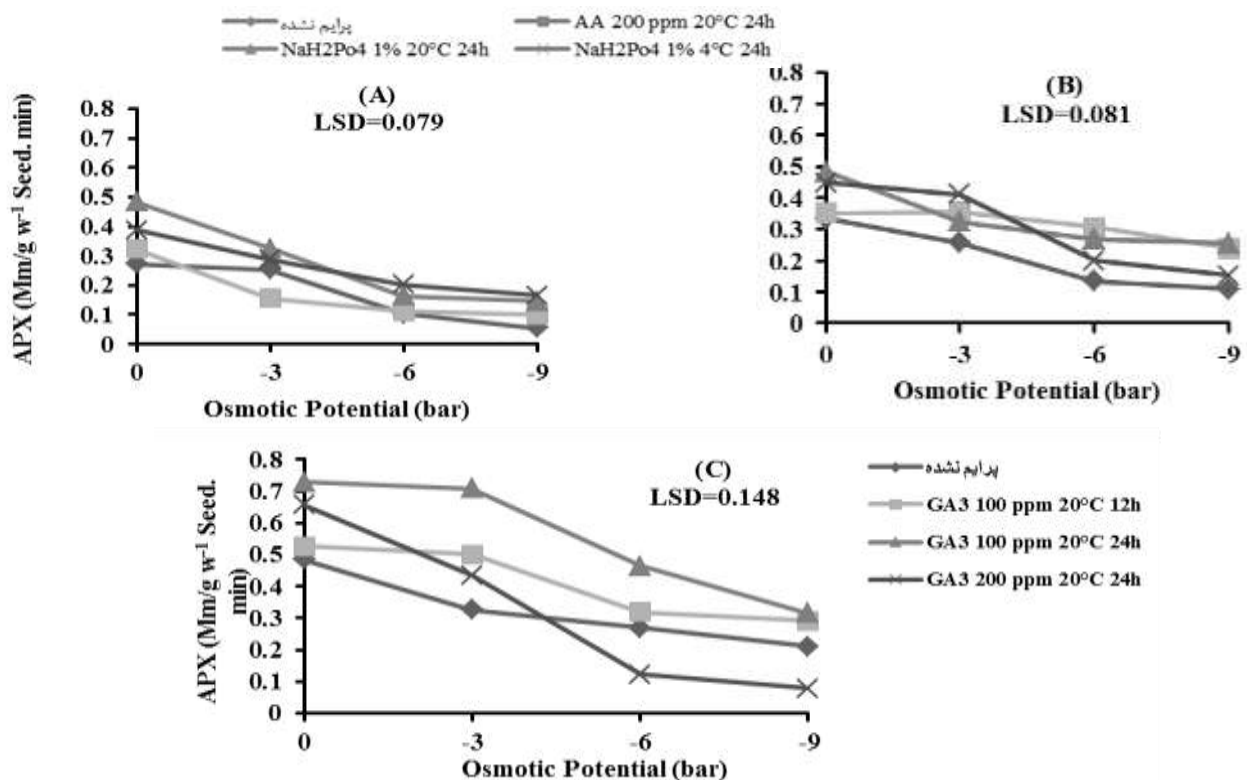 پرایم نشده
AA 200 ppm 20°C 24h
NaH2Po4 1% 20°C 24h
NaH2Po4 1% 4°C 24h
(A)
LSD=0.079
APX (Mm/g w⁻¹ Seed. min)
0.8
0.7
0.6
0.5
0.4
0.3
0.2
0.1
0
0 -3 -6 -9
Osmotic Potential (bar)
(B)
LSD=0.081
0.8
0.7
0.6
0.5
0.4
0.3
0.2
0.1
0
0 -3 -6 -9
Osmotic Potential (bar)
(C)
LSD=0.148
APX (Mm/g w⁻¹ Seed.
min)
0.8
0.7
0.6
0.5
0.4
0.3
0.2
0.1
0
0 -3 -6 -9
Osmotic Potential (bar)
پرایم نشده
GA3 100 ppm 20°C 12h
GA3 100 ppm 20°C 24h
GA3 200 ppm 20°C 24h